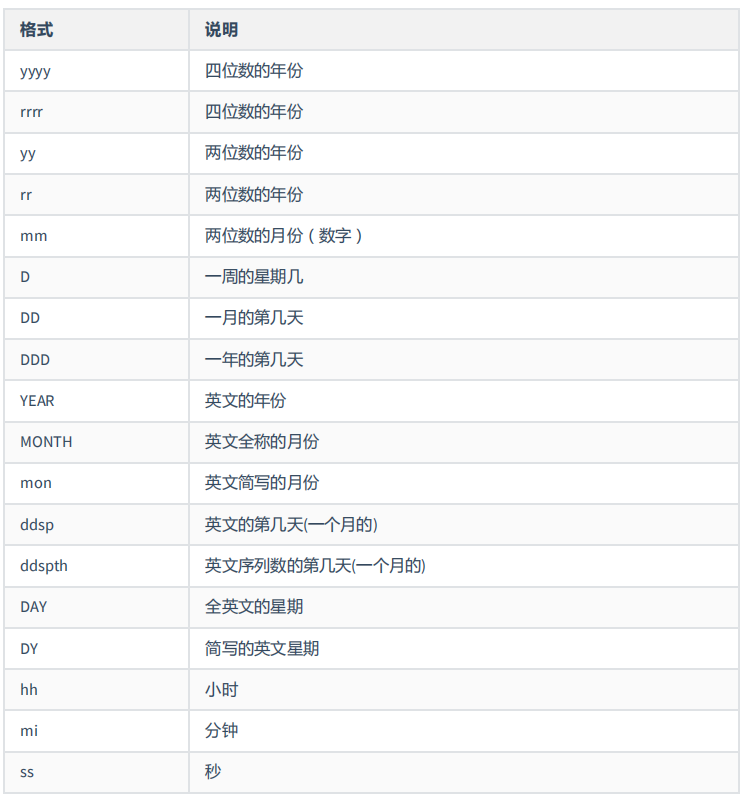 格式 说明
yyyy 四位数的年份
rrrr 四位数的年份
yy 两位数的年份
rr 两位数的年份
mm 两位数的月份（数字）
D 一周的星期几
DD 一月的第几天
DDD 一年的第几天
YEAR 英文的年份
MONTH 英文全称的月份
mon 英文简写的月份
ddsp 英文的第几天(一个月的)
ddspth 英文序列数的第几天(一个月的)
DAY 全英文的星期
DY 简写的英文星期
hh 小时
mi 分钟
ss 秒